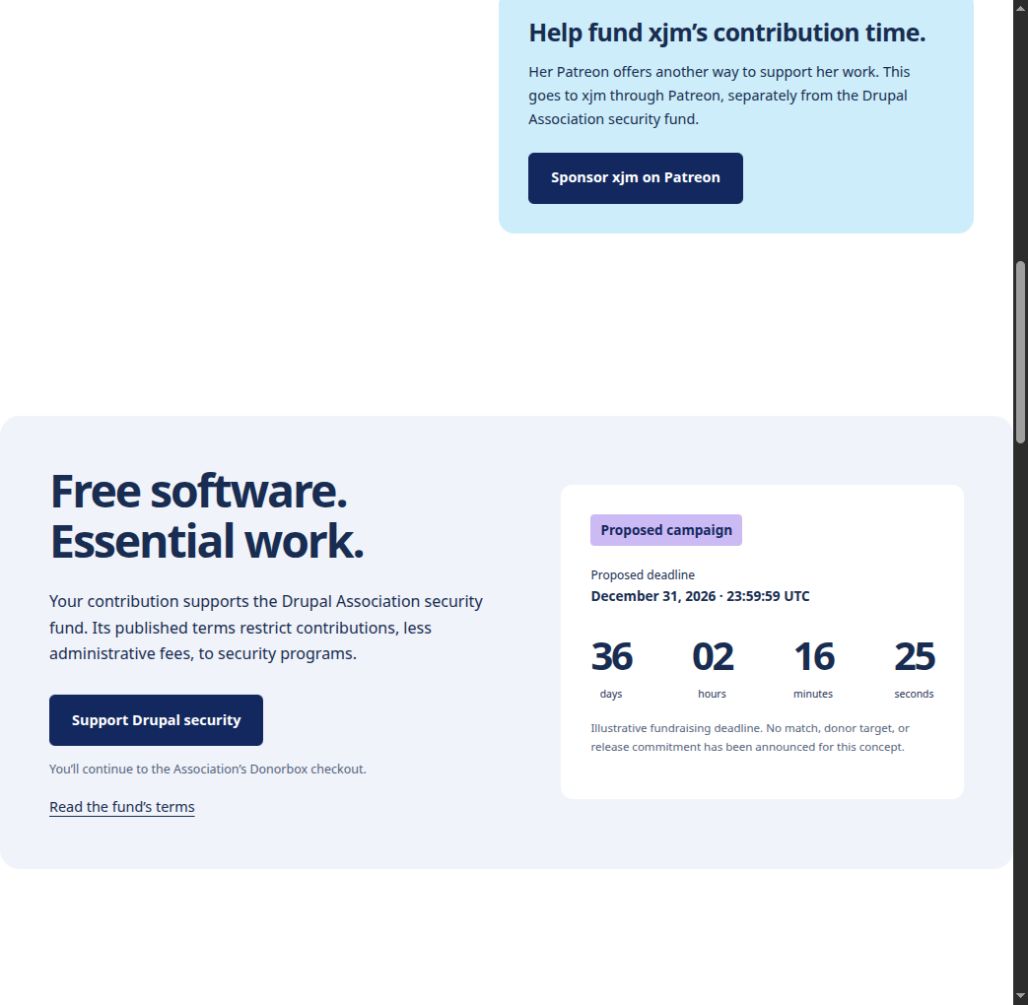 Help fund xjm’s contribution time.
Her Patreon offers another way to support her work. This
goes to xjm through Patreon, separately from the Drupal
Association security fund.
Sponsor xjm on Patreon
Free software.
Essential work.
Your contribution supports the Drupal Association security
fund. Its published terms restrict contributions, less
administrative fees, to security programs.
Support Drupal security
You’ll continue to the Association’s Donorbox checkout.
Read the fund’s terms
Proposed campaign
Proposed deadline
December 31, 2026 · 23:59:59 UTC
36 02 16 25
days hours minutes seconds
Illustrative fundraising deadline. No match, donor target, or
release commitment has been announced for this concept.